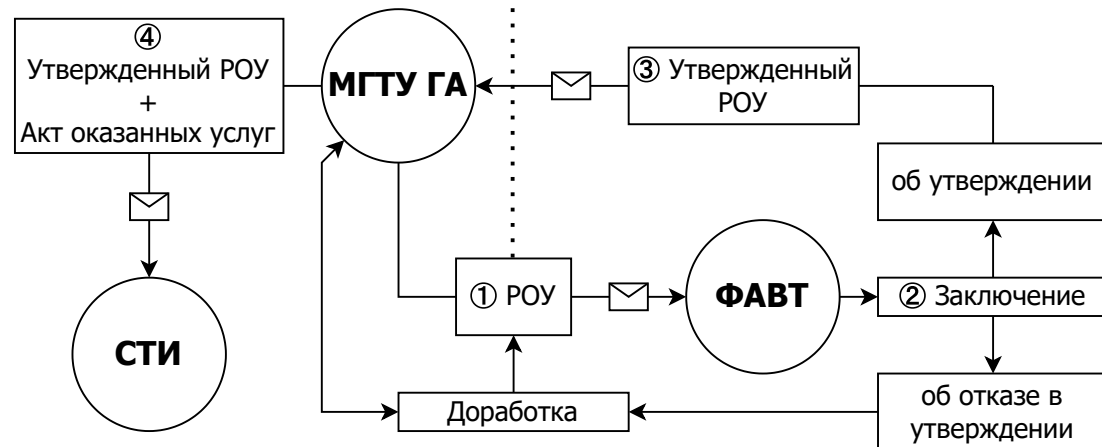 ④
Утвержденный РОУ
+
Акт оказанных услуг
МГТУ ГА
③ Утвержденный
РОУ
об утверждении
① РОУ
ФАВТ
② Заключение
СТИ
Доработка
об отказе в
утверждении